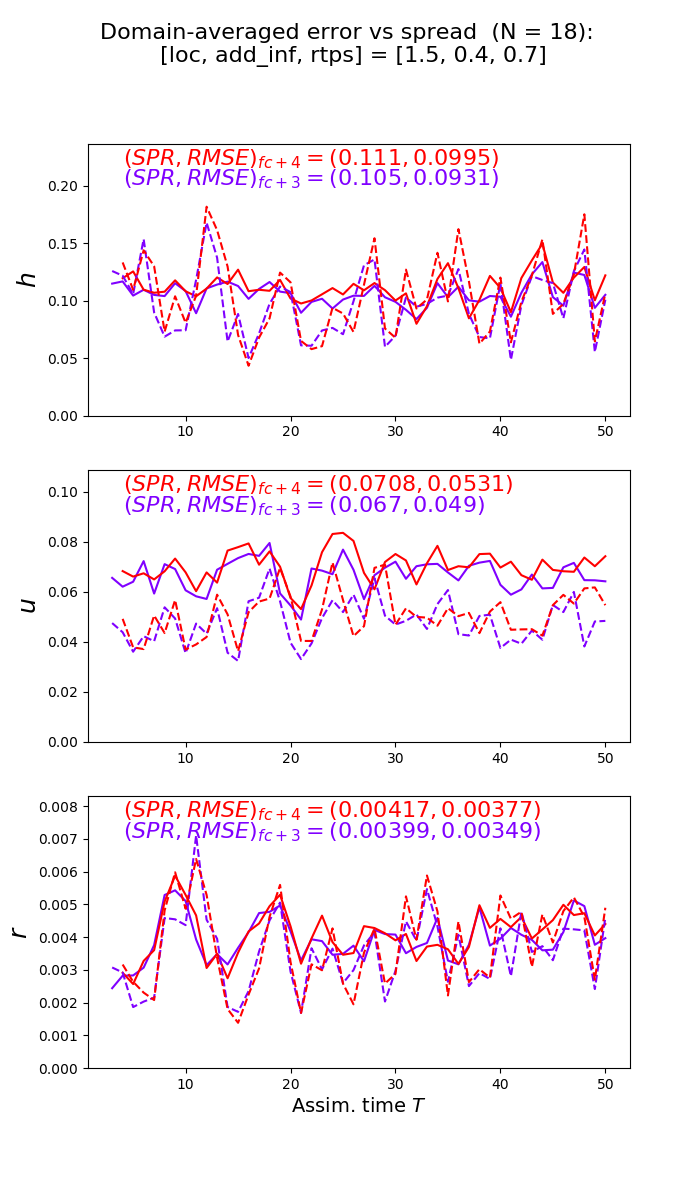 Domain-averaged error vs spread (N = 18):
[loc, add_inf, rtps] = [1.5, 0.4, 0.7]
(SPR, RMSE)fc+4 = (0.111, 0.0995)
(SPR, RMSE)fc+3 = (0.105, 0.0931)
h
0.20
0.15
0.10
0.05
0.00
10 20 30 40 50
(SPR, RMSE)fc+4 = (0.0708, 0.0531)
(SPR, RMSE)fc+3 = (0.067, 0.049)
u
0.10
0.08
0.06
0.04
0.02
0.00
10 20 30 40 50
(SPR, RMSE)fc+4 = (0.00417, 0.00377)
(SPR, RMSE)fc+3 = (0.00399, 0.00349)
r
0.008
0.007
0.006
0.005
0.004
0.003
0.002
0.001
0.000
10 20 30 40 50
Assim. time T